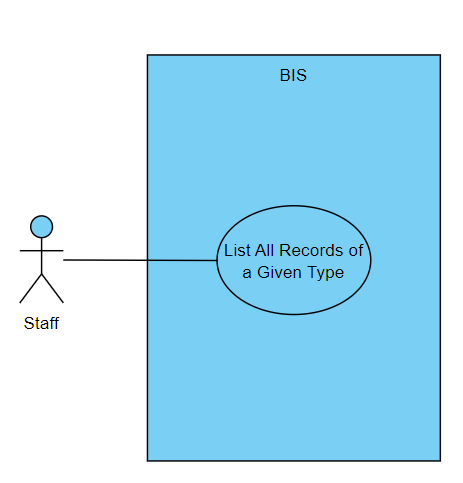 BIS
List All Records of
a Given Type
Staff